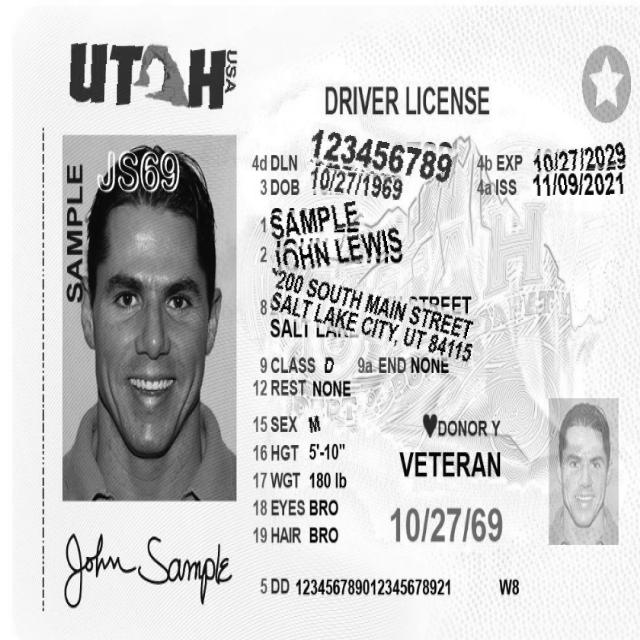 UTAH USA
DRIVER LICENSE
SAMPLE
JS69
4d DLN 123456789
4b EXP 10/27/2029
3 DOB 10/27/1969
4a ISS 11/09/2021
1 SAMPLE
2 JOHN LEWIS
8 200 SOUTH MAIN STREET
SALT LAKE CITY, UT 84115
9 CLASS D 9a END NONE
12 REST NONE
15 SEX M
♥DONOR Y
16 HGT 5'-10"
VETERAN
17 WGT 180 lb
18 EYES BRO
19 HAIR BRO
10/27/69
John Sample
5 DD 123456789012345678921 W8